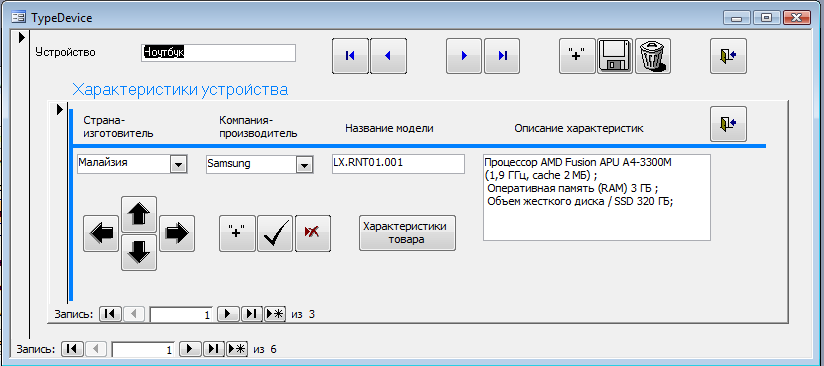 TypeDevice
Устройство
Ноутбук
"+"
Характеристики устройства
Страна-
изготовитель
Компания-
производитель
Название модели
Описание характеристик
Малайзия
Samsung
LX.RNT01.001
Процессор AMD Fusion APU A4-3300M
(1,9 ГГц, cache 2 МБ) ;
Оперативная память (RAM) 3 ГБ ;
Объем жесткого диска / SSD 320 ГБ;
"+"
Характеристики
товара
Запись: 1 из 3
Запись: 1 из 6